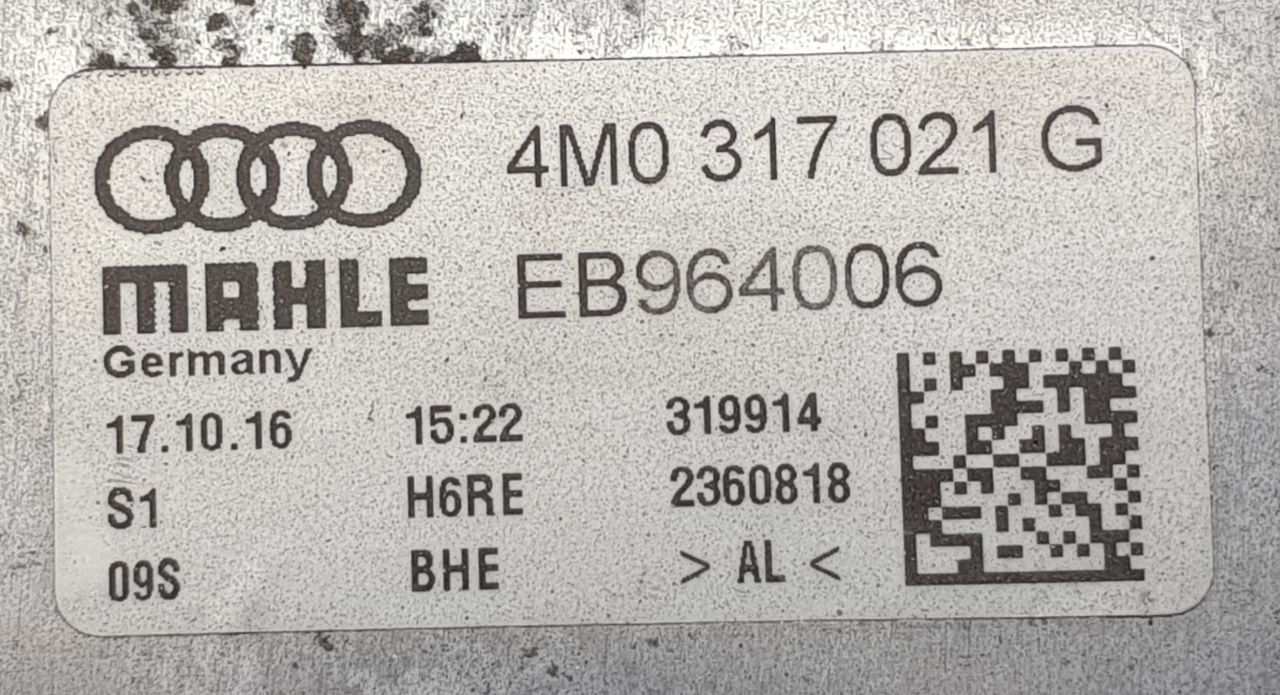 4M0 317 021 G
MAHLE
EB964006
Germany
17.10.16 15:22 319914
S1 H6RE 2360818
09S BHE > AL <